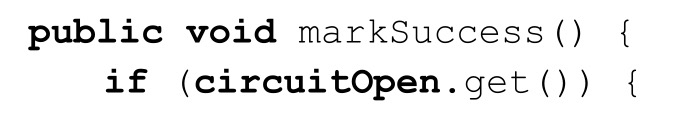 public void markSuccess() {
if (circuitOpen.get()) {